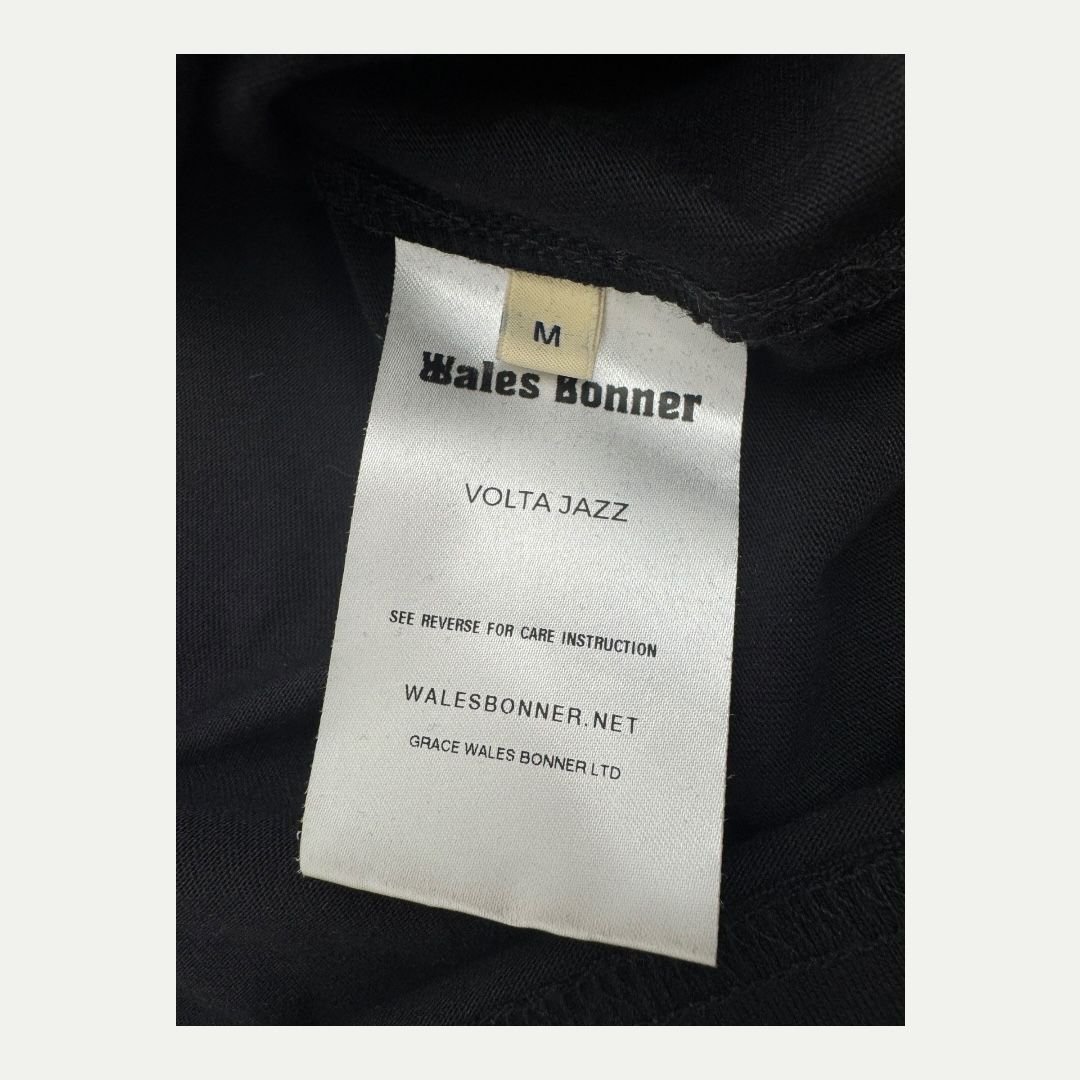 M
Wales Bonner
VOLTA JAZZ
SEE REVERSE FOR CARE INSTRUCTION
WALESBONNER.NET
GRACE WALES BONNER LTD